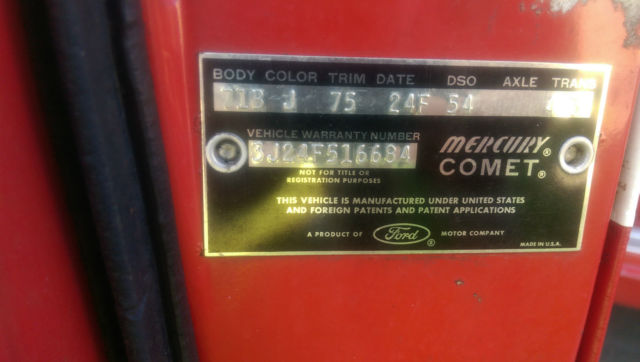 BODY COLOR TRIM DATE DSO AXLE TRANS
71B J 75 24F 54
VEHICLE WARRANTY NUMBER
3J24F516684
NOT FOR TITLE OR
REGISTRATION PURPOSES
MERCURY®
COMET®
THIS VEHICLE IS MANUFACTURED UNDER UNITED STATES
AND FOREIGN PATENTS AND PATENT APPLICATIONS
A PRODUCT OF Ford® MOTOR COMPANY
MADE IN U.S.A.